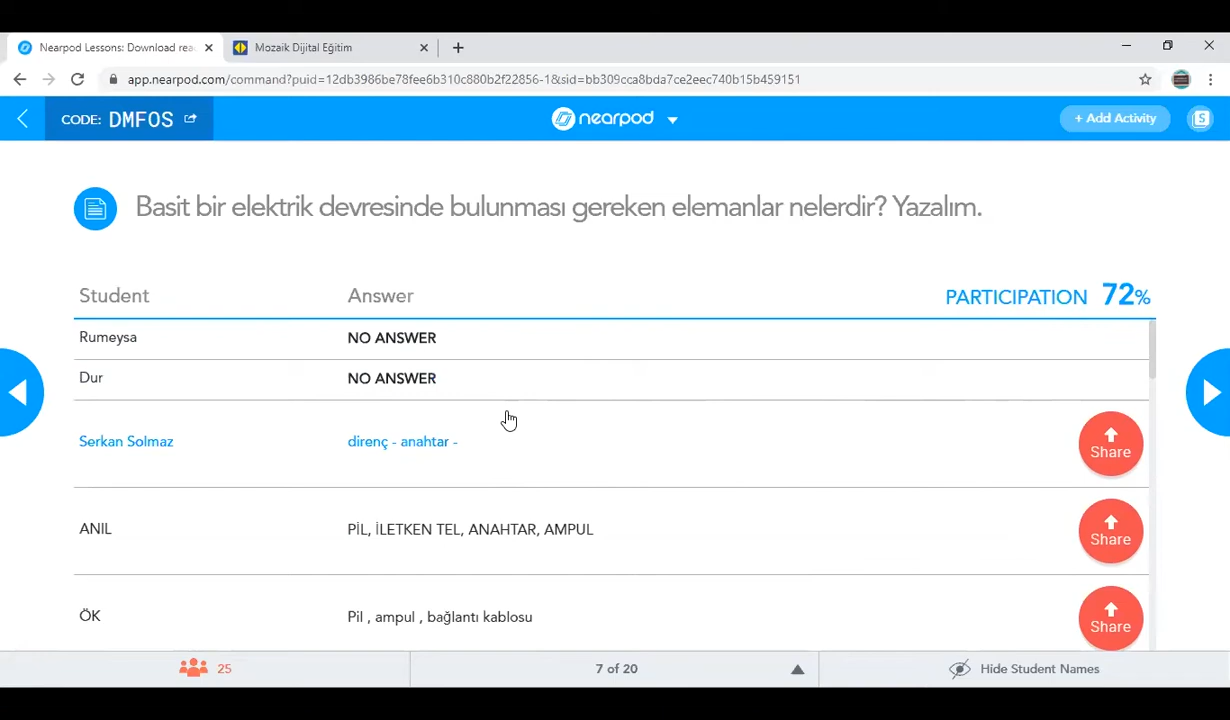 Nearpod Lessons: Download rea
Mozaik Dijital Eğitim
app.nearpod.com/command?puid=12db3986be78fee6b310c880b2f22856-1&sid=bb309cca8bda7ce2eec740b15b459151
CODE: DMFOS
nearpod
+ Add Activity
S
Basit bir elektrik devresinde bulunması gereken elemanlar nelerdir? Yazalım.
Student Answer PARTICIPATION 72%
Rumeysa NO ANSWER
Dur NO ANSWER
Serkan Solmaz direnç - anahtar -
Share
ANIL PİL, İLETKEN TEL, ANAHTAR, AMPUL
Share
ÖK Pil , ampul , bağlantı kablosu
Share
25 7 of 20 Hide Student Names